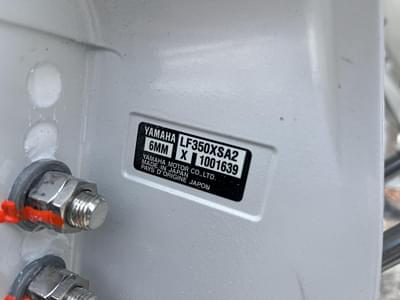 YAMAHA LF350XSA2
6MM X 1001639
YAMAHA MOTOR CO., LTD.
MADE IN JAPAN
PAYS D'ORIGINE JAPON